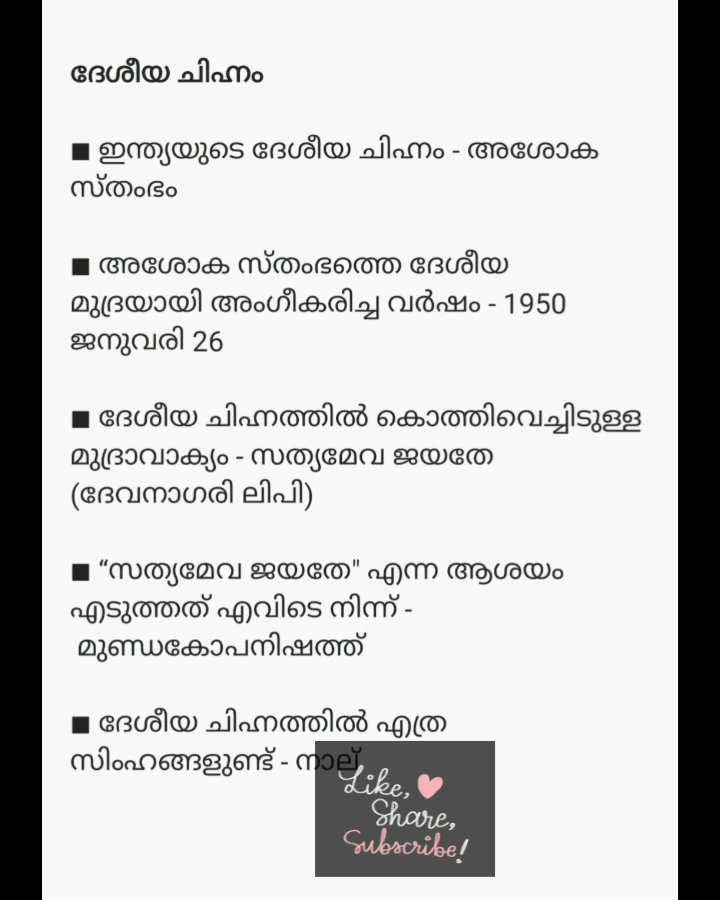 ദേശീയ ചിഹ്നം
■ ഇന്ത്യയുടെ ദേശീയ ചിഹ്നം - അശോക
സ്തംഭം
■ അശോക സ്തംഭത്തെ ദേശീയ
മുദ്രയായി അംഗീകരിച്ച വർഷം - 1950
ജനുവരി 26
■ ദേശീയ ചിഹ്നത്തിൽ കൊത്തിവെച്ചിടുള്ള
മുദ്രാവാക്യം - സത്യമേവ ജയതേ
(ദേവനാഗരി ലിപി)
■ “സത്യമേവ ജയതേ" എന്ന ആശയം
എടുത്തത് എവിടെ നിന്ന് -
മുണ്ഡകോപനിഷത്ത്
■ ദേശീയ ചിഹ്നത്തിൽ എത്ര
സിംഹങ്ങളുണ്ട് - നാല്
Like,
Share,
Subscribe!